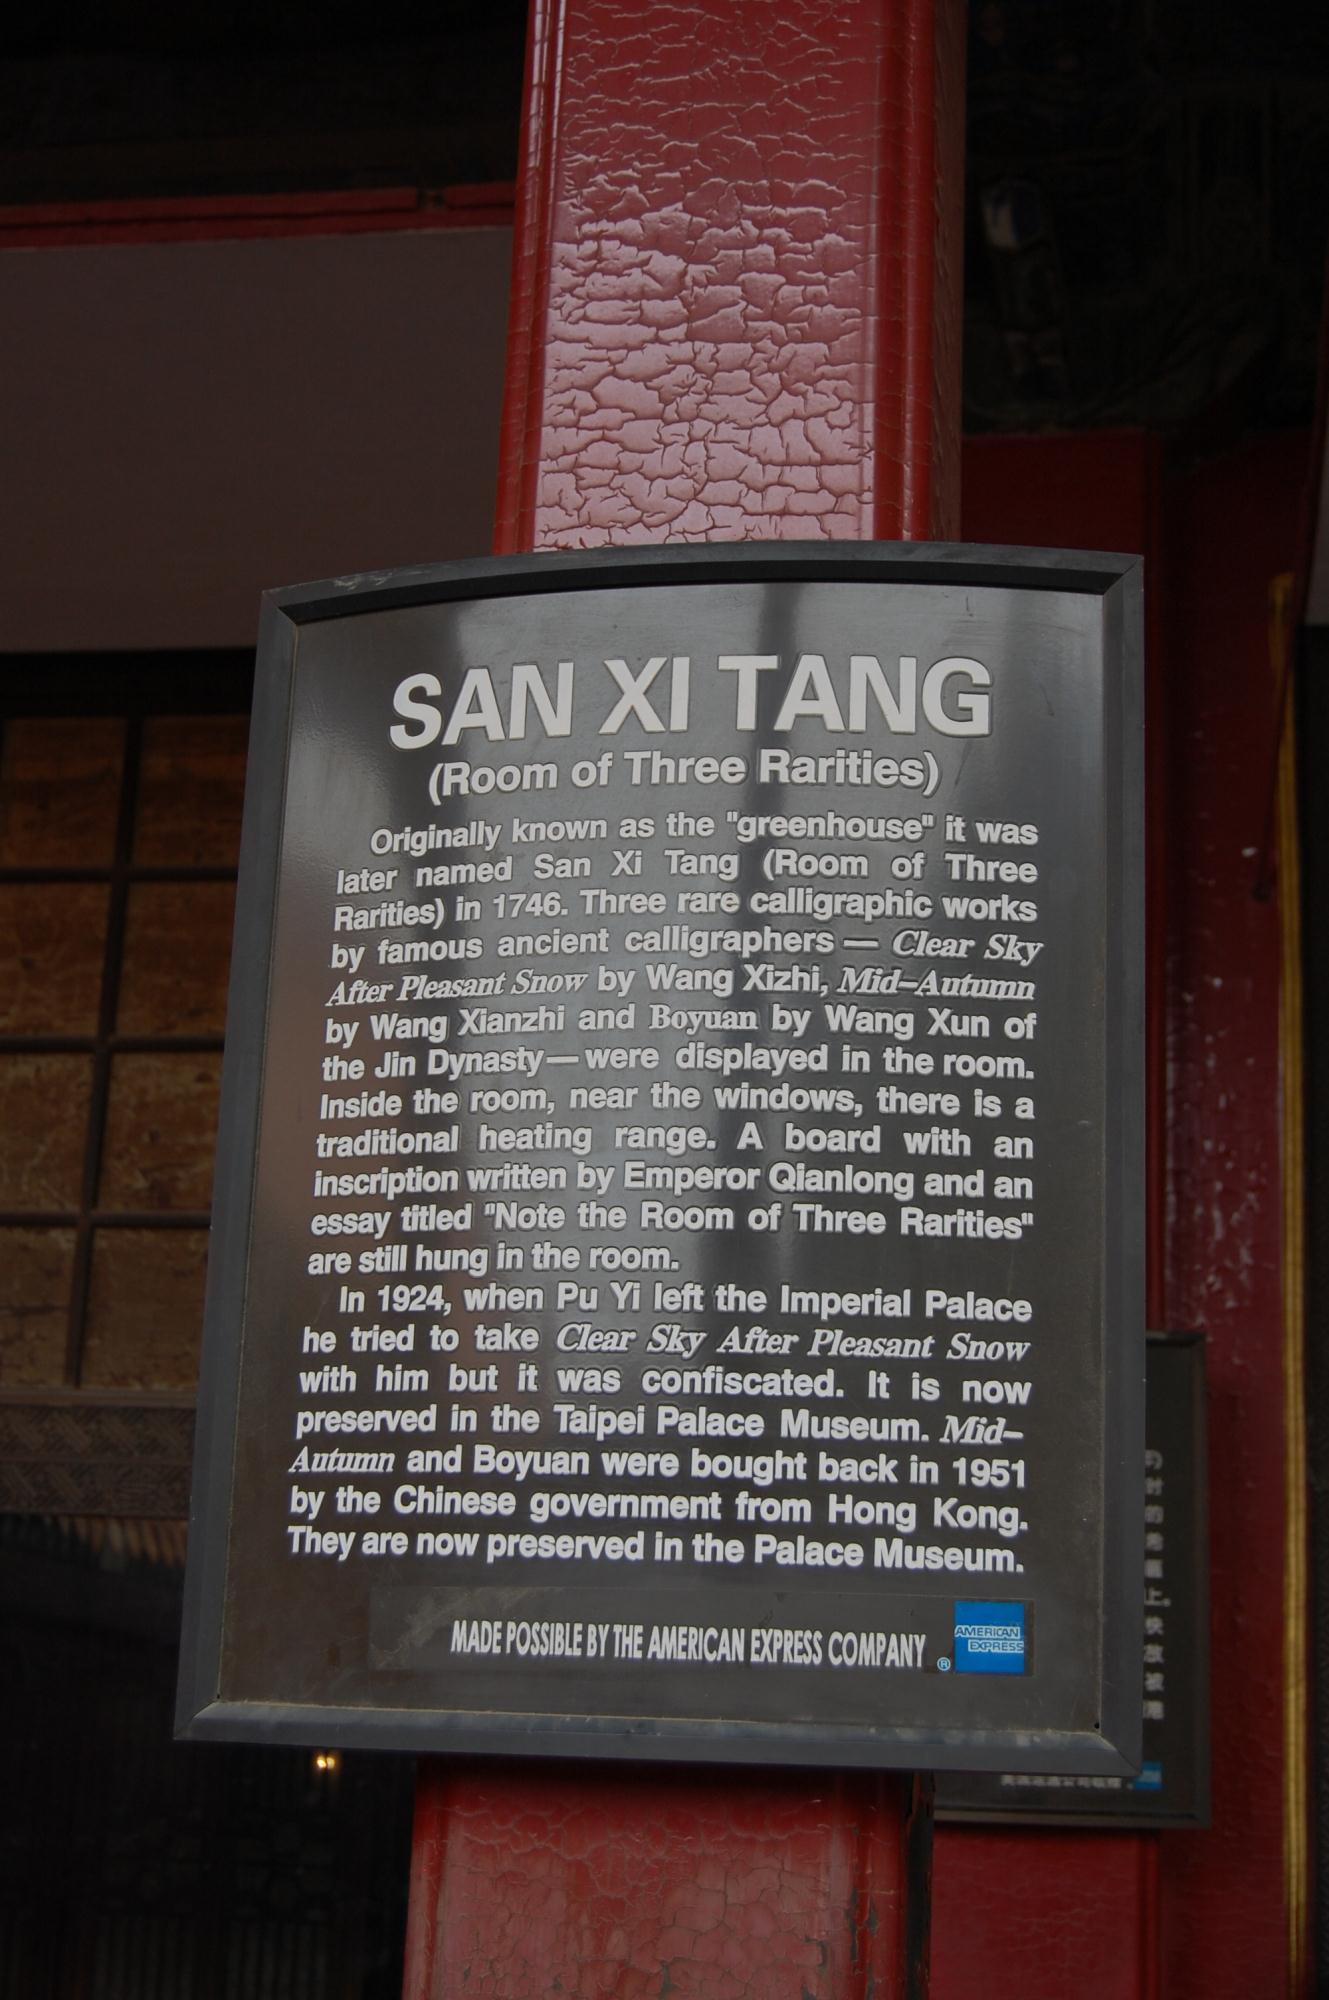 SAN XI TANG
(Room of Three Rarities)
Originally known as the "greenhouse" it was
later named San Xi Tang (Room of Three
Rarities) in 1746. Three rare calligraphic works
by famous ancient calligraphers — Clear Sky
After Pleasant Snow by Wang Xizhi, Mid–Autumn
by Wang Xianzhi and Boyuan by Wang Xun of
the Jin Dynasty — were displayed in the room.
Inside the room, near the windows, there is a
traditional heating range. A board with an
inscription written by Emperor Qianlong and an
essay titled "Note the Room of Three Rarities"
are still hung in the room.
In 1924, when Pu Yi left the Imperial Palace
he tried to take Clear Sky After Pleasant Snow
with him but it was confiscated. It is now
preserved in the Taipei Palace Museum. Mid–
Autumn and Boyuan were bought back in 1951
by the Chinese government from Hong Kong.
They are now preserved in the Palace Museum.
MADE POSSIBLE BY THE AMERICAN EXPRESS COMPANY ®
AMERICAN
EXPRESS
的
上。